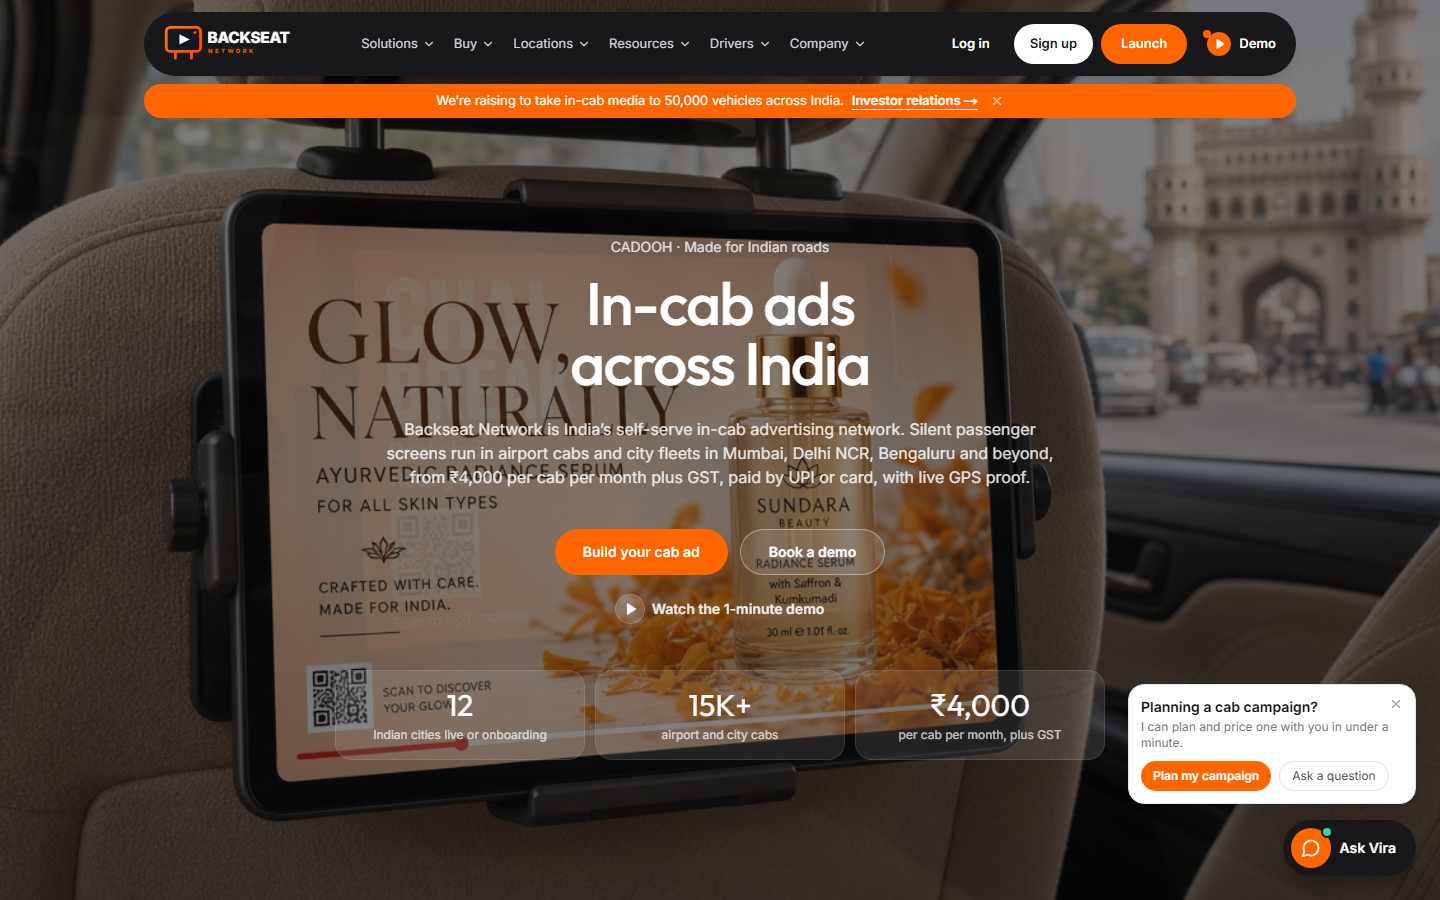 BACKSEAT
NETWORK
Solutions
Buy
Locations
Resources
Drivers
Company
Log in
Sign up
Launch
Demo
We're raising to take in-cab media to 50,000 vehicles across India. Investor relations →
CADOOH · Made for Indian roads
In-cab ads
across India
Backseat Network is India's self-serve in-cab advertising network. Silent passenger
screens run in airport cabs and city fleets in Mumbai, Delhi NCR, Bengaluru and beyond,
from ₹4,000 per cab per month plus GST, paid by UPI or card, with live GPS proof.
Build your cab ad
Book a demo
Watch the 1-minute demo
12
Indian cities live or onboarding
15K+
airport and city cabs
₹4,000
per cab per month, plus GST
GLOW,
NATURALLY
AYURVEDIC RADIANCE SERUM
FOR ALL SKIN TYPES
CRAFTED WITH CARE.
MADE FOR INDIA.
Scan to sip happiness
SCAN TO DISCOVER
YOUR GLOW
SUNDARA
BEAUTY
RADIANCE SERUM
with Saffron &
Kumkumadi
30 ml e 1.01 fl. oz.
Planning a cab campaign?
I can plan and price one with you in under a
minute.
Plan my campaign
Ask a question
Ask Vira